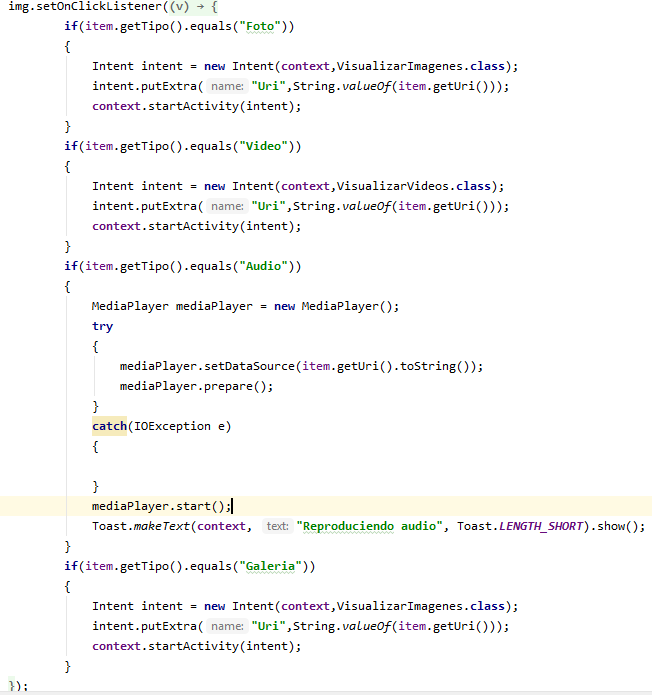 img.setOnClickListener((v) → {
if(item.getTipo().equals("Foto"))
{
Intent intent = new Intent(context,VisualizarImagenes.class);
intent.putExtra( name: "Uri",String.valueOf(item.getUri()));
context.startActivity(intent);
}
if(item.getTipo().equals("Video"))
{
Intent intent = new Intent(context,VisualizarVideos.class);
intent.putExtra( name: "Uri",String.valueOf(item.getUri()));
context.startActivity(intent);
}
if(item.getTipo().equals("Audio"))
{
MediaPlayer mediaPlayer = new MediaPlayer();
try
{
mediaPlayer.setDataSource(item.getUri().toString());
mediaPlayer.prepare();
}
catch(IOException e)
{
}
mediaPlayer.start();
Toast.makeText(context, text: "Reproduciendo audio", Toast.LENGTH_SHORT).show();
}
if(item.getTipo().equals("Galeria"))
{
Intent intent = new Intent(context,VisualizarImagenes.class);
intent.putExtra( name: "Uri",String.valueOf(item.getUri()));
context.startActivity(intent);
}
});